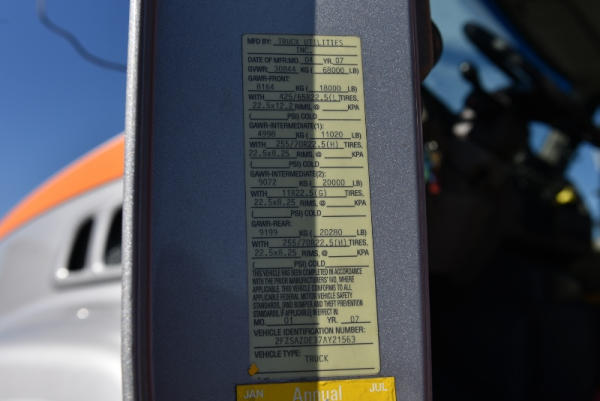 MFD BY: TRUCK UTILITIES
INC.
DATE OF MFR: MO. 04 YR. 07
GVWR: 30844 KG ( 68000 LB)
GAWR-FRONT:
8164 KG ( 18000 LB)
WITH 425/65R22.5(L) TIRES,
22.5x12.2 RIMS, @ KPA
( PSI) COLD
GAWR-INTERMEDIATE(1):
4998 KG ( 11020 LB)
WITH 255/70R22.5(H) TIRES,
22.5x8.25 RIMS, @ KPA
( PSI) COLD
GAWR-INTERMEDIATE(2):
9072 KG ( 20000 LB)
WITH 11R22.5(G) TIRES,
22.5x8.25 RIMS, @ KPA
( PSI) COLD
GAWR-REAR:
9199 KG ( 20280 LB)
WITH 255/70R22.5(H) TIRES,
22.5x8.25 RIMS, @ KPA
( PSI) COLD
THIS VEHICLE HAS BEEN COMPLETED IN ACCORDANCE
WITH THE PRIOR MANUFACTURERS' IVD, WHERE
APPLICABLE. THIS VEHICLE CONFORMS TO ALL
APPLICABLE FEDERAL MOTOR VEHICLE SAFETY
STANDARDS, (AND BUMPER AND THEFT PREVENTION
STANDARDS, IF APPLICABLE) IN EFFECT IN
MO. 01 YR. 07
VEHICLE IDENTIFICATION NUMBER:
2FZSAZDE37AY21563
VEHICLE TYPE:
TRUCK
JAN Annual JUL